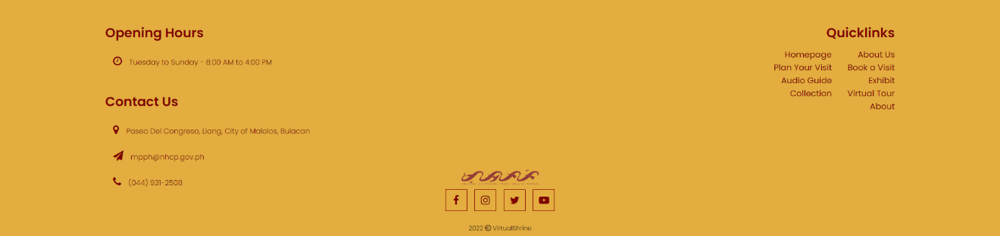 Opening Hours
Tuesday to Sunday - 8:00 AM to 4:00 PM
Contact Us
Paseo Del Congreso, Liang, City of Malolos, Bulacan
mpph@nhcp.gov.ph
(044) 931-2508
Quicklinks
Homepage About Us
Plan Your Visit Book a Visit
Audio Guide Exhibit
Collection Virtual Tour
About
2022 © VirtualShrine